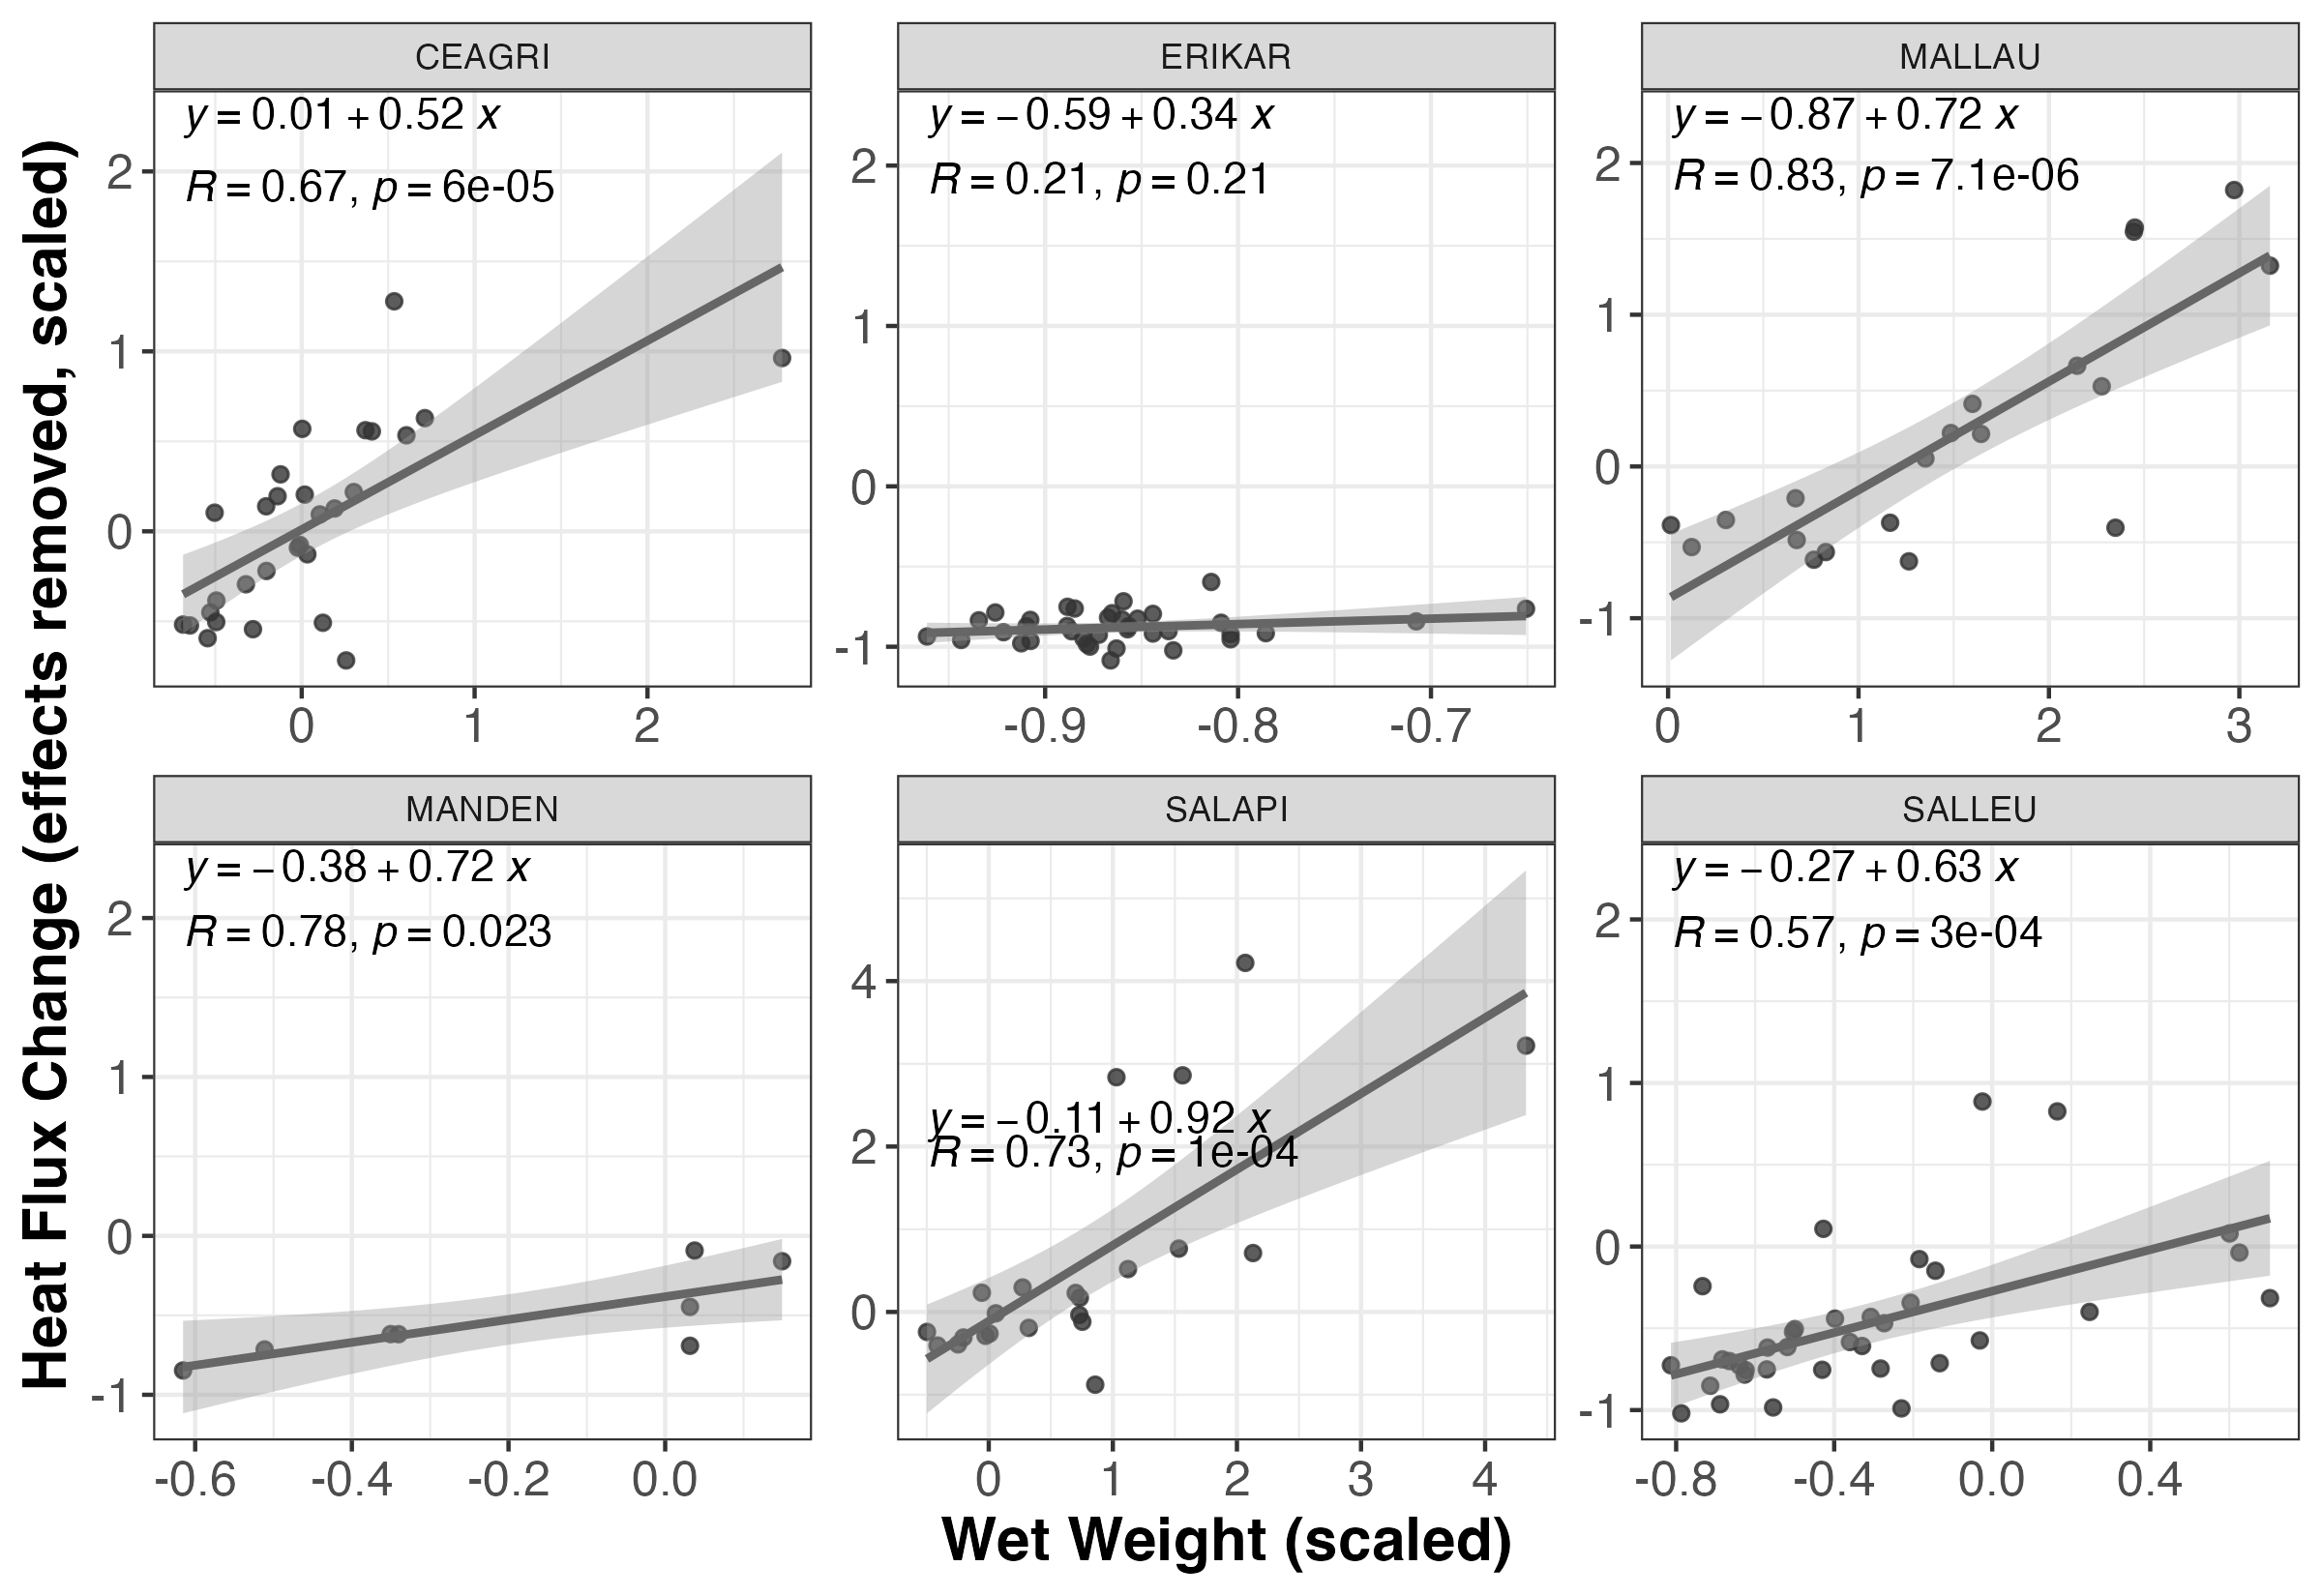 Heat Flux Change (effects removed, scaled)
CEAGRI
y = 0.01 + 0.52 x
R = 0.67, p = 6e-05
2
1
0
0 1 2
ERIKAR
y = −0.59 + 0.34 x
R = 0.21, p = 0.21
2
1
0
-1
-0.9 -0.8 -0.7
MALLAU
y = −0.87 + 0.72 x
R = 0.83, p = 7.1e-06
2
1
0
-1
0 1 2 3
MANDEN
y = −0.38 + 0.72 x
R = 0.78, p = 0.023
2
1
0
-1
-0.6 -0.4 -0.2 0.0
SALAPI
4
y = −0.11 + 0.92 x
R = 0.73, p = 1e-04
2
0
0 1 2 3 4
SALLEU
y = −0.27 + 0.63 x
R = 0.57, p = 3e-04
2
1
0
-1
-0.8 -0.4 0.0 0.4
Wet Weight (scaled)